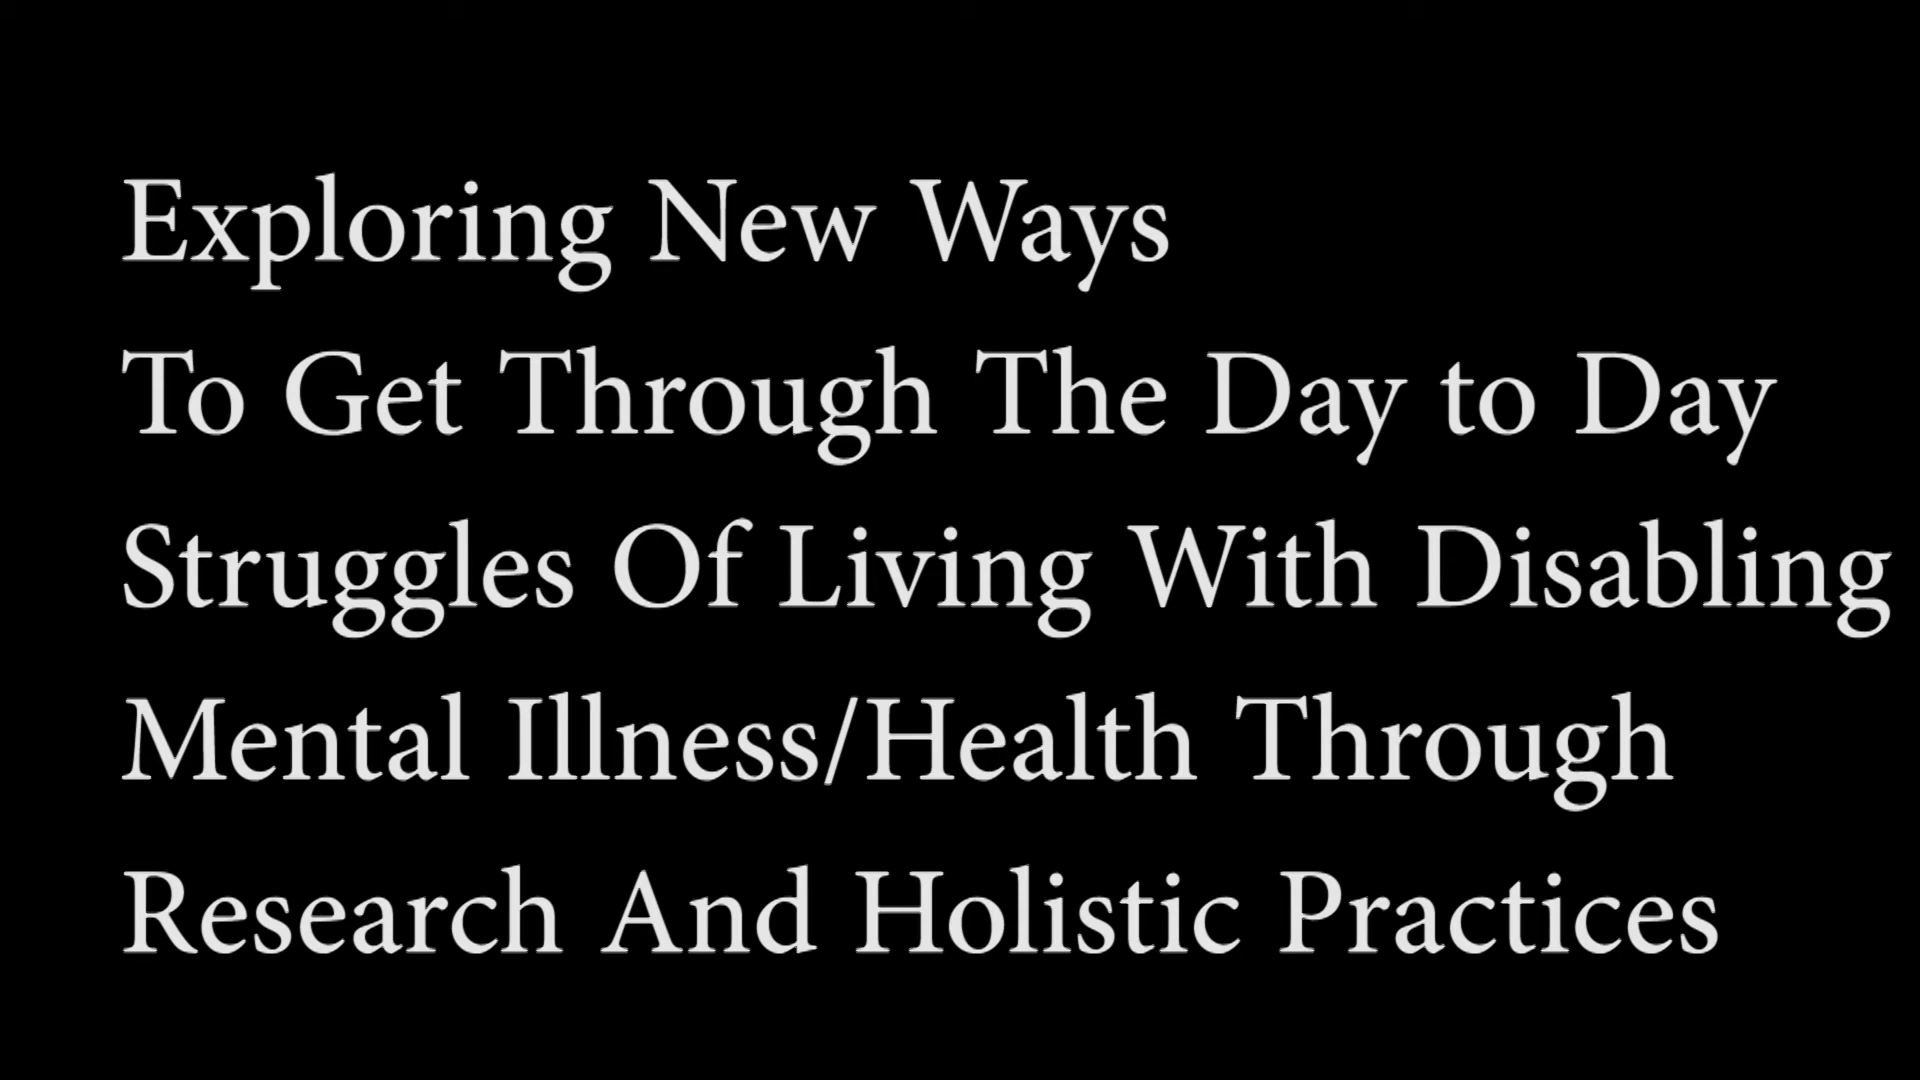 Exploring New Ways
To Get Through The Day to Day
Struggles Of Living With Disabling
Mental Illness/Health Through
Research And Holistic Practices